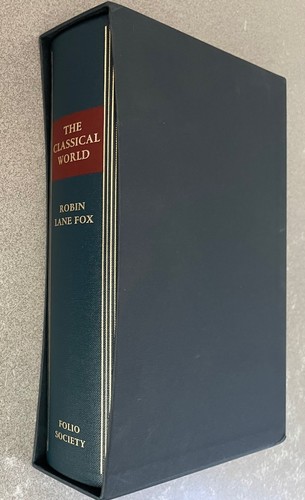 THE
CLASSICAL
WORLD
ROBIN
LANE FOX
FOLIO
SOCIETY